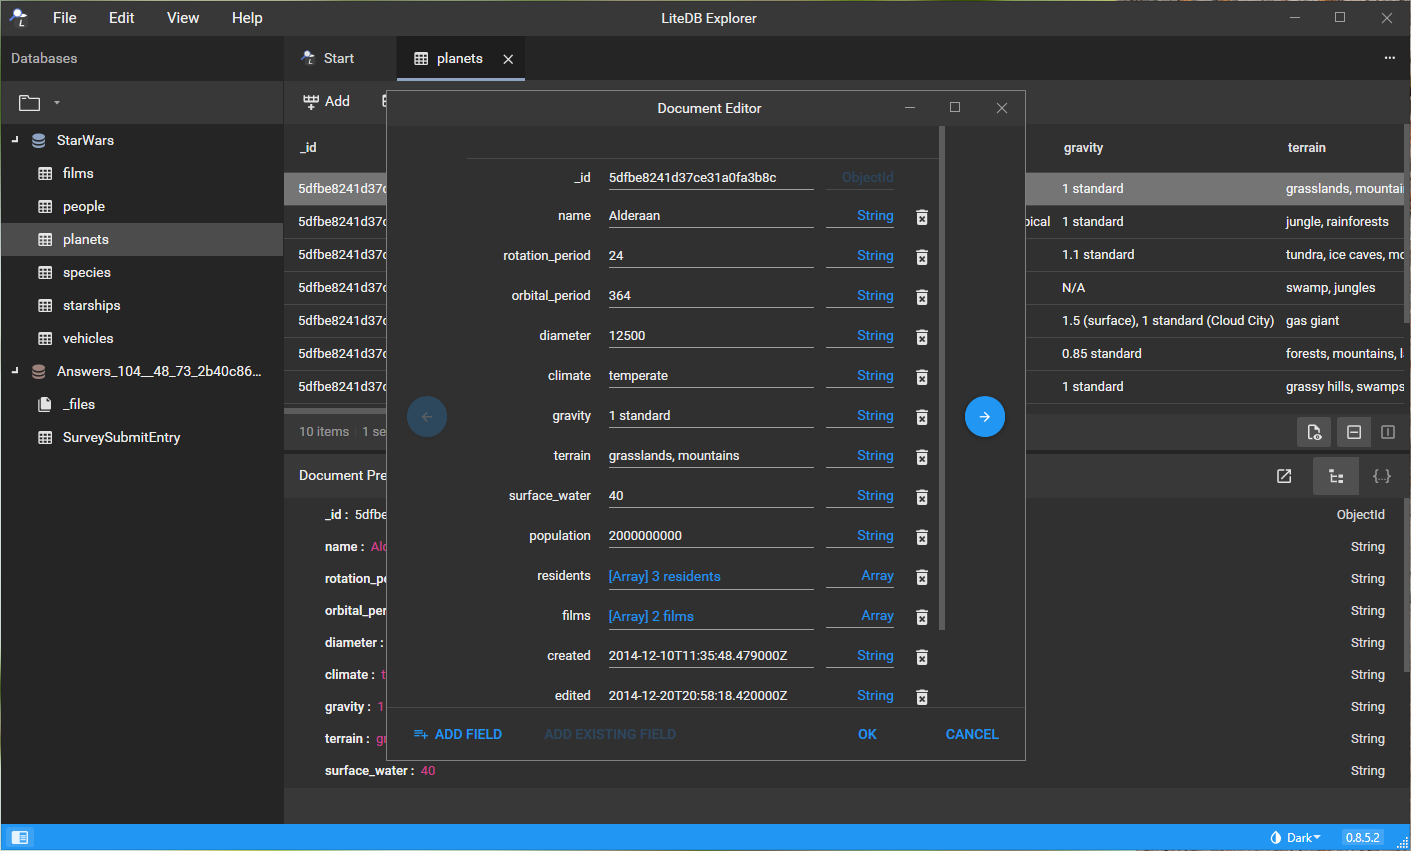 File Edit View Help LiteDB Explorer
Databases
Start planets
Add
StarWars
films
people
planets
species
starships
vehicles
Answers_104__48_73_2b40c86...
_files
SurveySubmitEntry
_id gravity terrain
5dfbe8241d37c 1 standard grasslands, mountai
5dfbe8241d37c pical 1 standard jungle, rainforests
5dfbe8241d37c 1.1 standard tundra, ice caves, mo
5dfbe8241d37c N/A swamp, jungles
5dfbe8241d37c 1.5 (surface), 1 standard (Cloud City) gas giant
5dfbe8241d37c 0.85 standard forests, mountains, l
5dfbe8241d37c 1 standard grassy hills, swamps
10 items 1 se
Document Pre
_id : 5dfbe ObjectId
name : Ald String
rotation_pe String
orbital_per String
diameter : String
climate : t String
gravity : 1 String
terrain : gr String
surface_water : 40 String
Document Editor
_id 5dfbe8241d37ce31a0fa3b8c ObjectId
name Alderaan String
rotation_period 24 String
orbital_period 364 String
diameter 12500 String
climate temperate String
gravity 1 standard String
terrain grasslands, mountains String
surface_water 40 String
population 2000000000 String
residents [Array] 3 residents Array
films [Array] 2 films Array
created 2014-12-10T11:35:48.479000Z String
edited 2014-12-20T20:58:18.420000Z String
ADD FIELD ADD EXISTING FIELD OK CANCEL
Dark 0.8.5.2